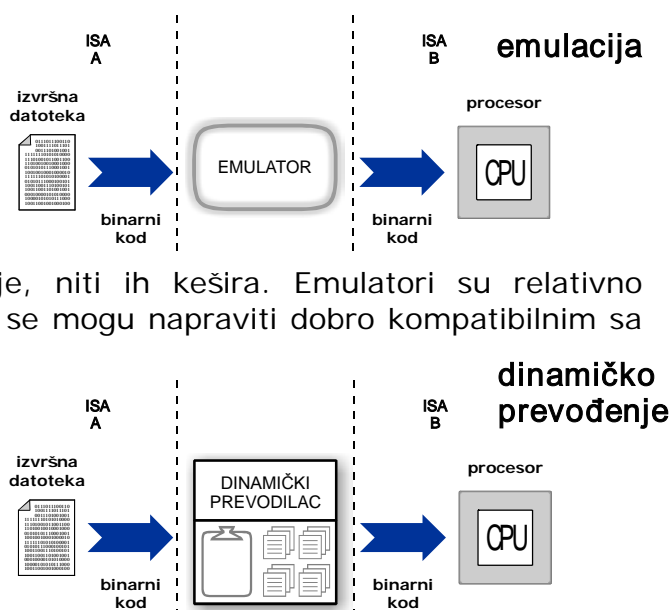 ISA
A
ISA
B
emulacija
izvršna
datoteka
procesor
EMULATOR
CPU
binarni
kod
binarni
kod
je, niti ih kešira. Emulatori su relativno
se mogu napraviti dobro kompatibilnim sa
dinamičko
prevođenje
ISA
A
ISA
B
izvršna
datoteka
procesor
DINAMIČKI
PREVODILAC
CPU
binarni
kod
binarni
kod